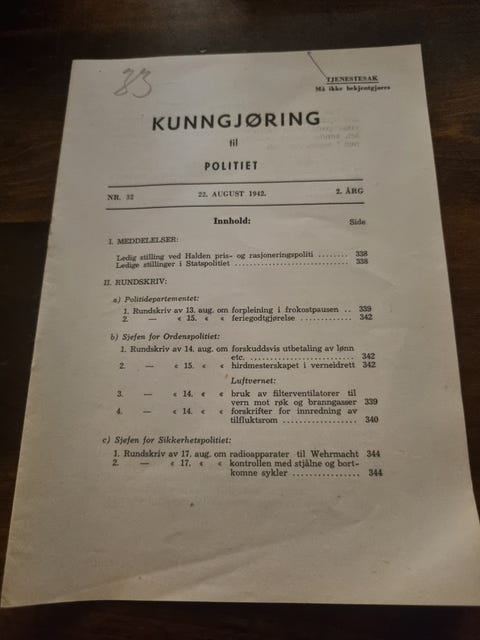 83
TJENESTESAK
Må ikke bekjentgjøres
KUNNGJØRING
til
POLITIET
NR. 32 22. AUGUST 1942. 2. ÅRG
Innhold: Side
I. MEDDELELSER:
Ledig stilling ved Halden pris- og rasjoneringspoliti ........ 338
Ledige stillinger i Statspolitiet ........................... 338
II. RUNDSKRIV:
a) Politidepartementet:
1. Rundskriv av 13. aug. om forpleining i frokostpausen .. 339
2. — « 15. « « feriegodtgjørelse ............. 342
b) Sjefen for Ordenspolitiet:
1. Rundskriv av 14. aug. om forskuddsvis utbetaling av lønn
etc. ........................ 342
2. — « 15. « « hirdmesterskapet i verneidrett 342
Luftvernet:
3. — « 14. « « bruk av filterventilatorer til
vern mot røk og branngasser 339
4. — « 14. « « forskrifter for innredning av
tilfluktsrom ................. 340
c) Sjefen for Sikkerhetspolitiet:
1. Rundskriv av 17. aug. om radioapparater til Wehrmacht 344
2. — « 17. « « kontrollen med stjålne og bort-
komne sykler ................ 344